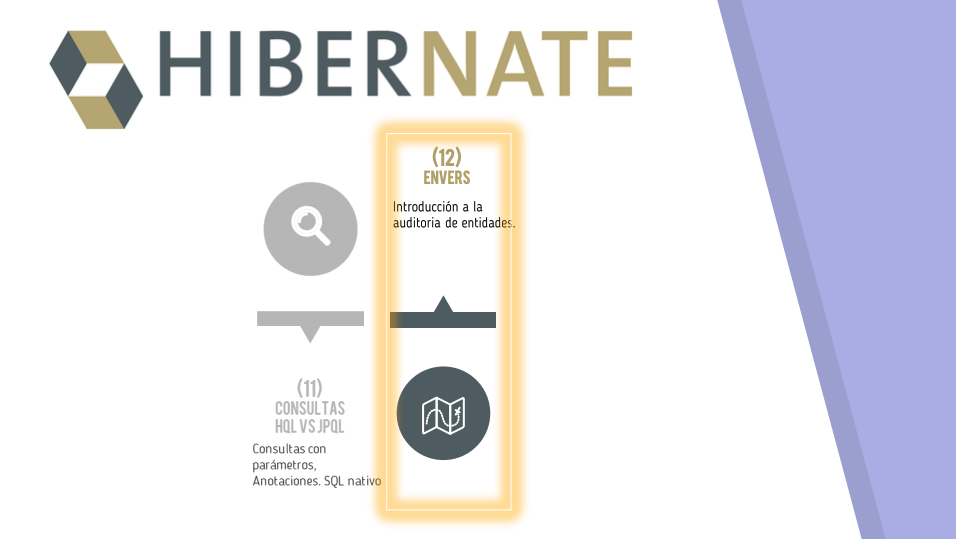 HIBERNATE
(12)
ENVERS
Introducción a la
auditoria de entidades.
(11)
CONSULTAS
HQL VS JPQL
Consultas con
parámetros,
Anotaciones. SQL nativo